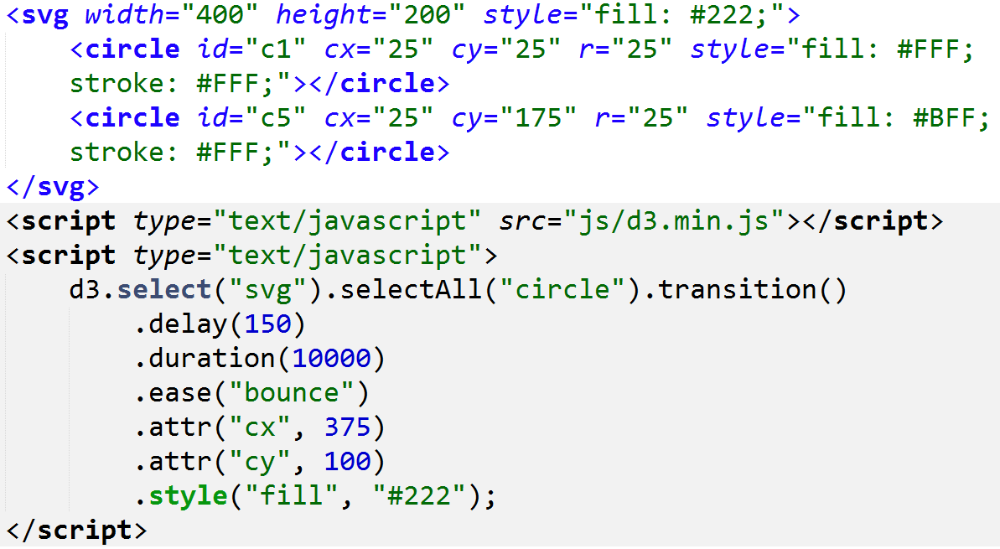 <svg width="400" height="200" style="fill: #222;">
<circle id="c1" cx="25" cy="25" r="25" style="fill: #FFF;
stroke: #FFF;"></circle>
<circle id="c5" cx="25" cy="175" r="25" style="fill: #BFF;
stroke: #FFF;"></circle>
</svg>
<script type="text/javascript" src="js/d3.min.js"></script>
<script type="text/javascript">
d3.select("svg").selectAll("circle").transition()
.delay(150)
.duration(10000)
.ease("bounce")
.attr("cx", 375)
.attr("cy", 100)
.style("fill", "#222");
</script>